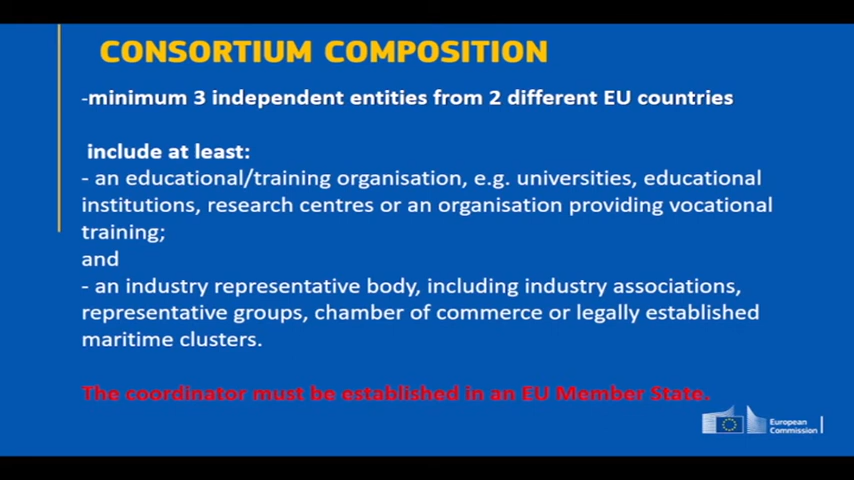 CONSORTIUM COMPOSITION
-minimum 3 independent entities from 2 different EU countries
include at least:
- an educational/training organisation, e.g. universities, educational
institutions, research centres or an organisation providing vocational
training;
and
- an industry representative body, including industry associations,
representative groups, chamber of commerce or legally established
maritime clusters.
The coordinator must be established in an EU Member State.
European
Commission